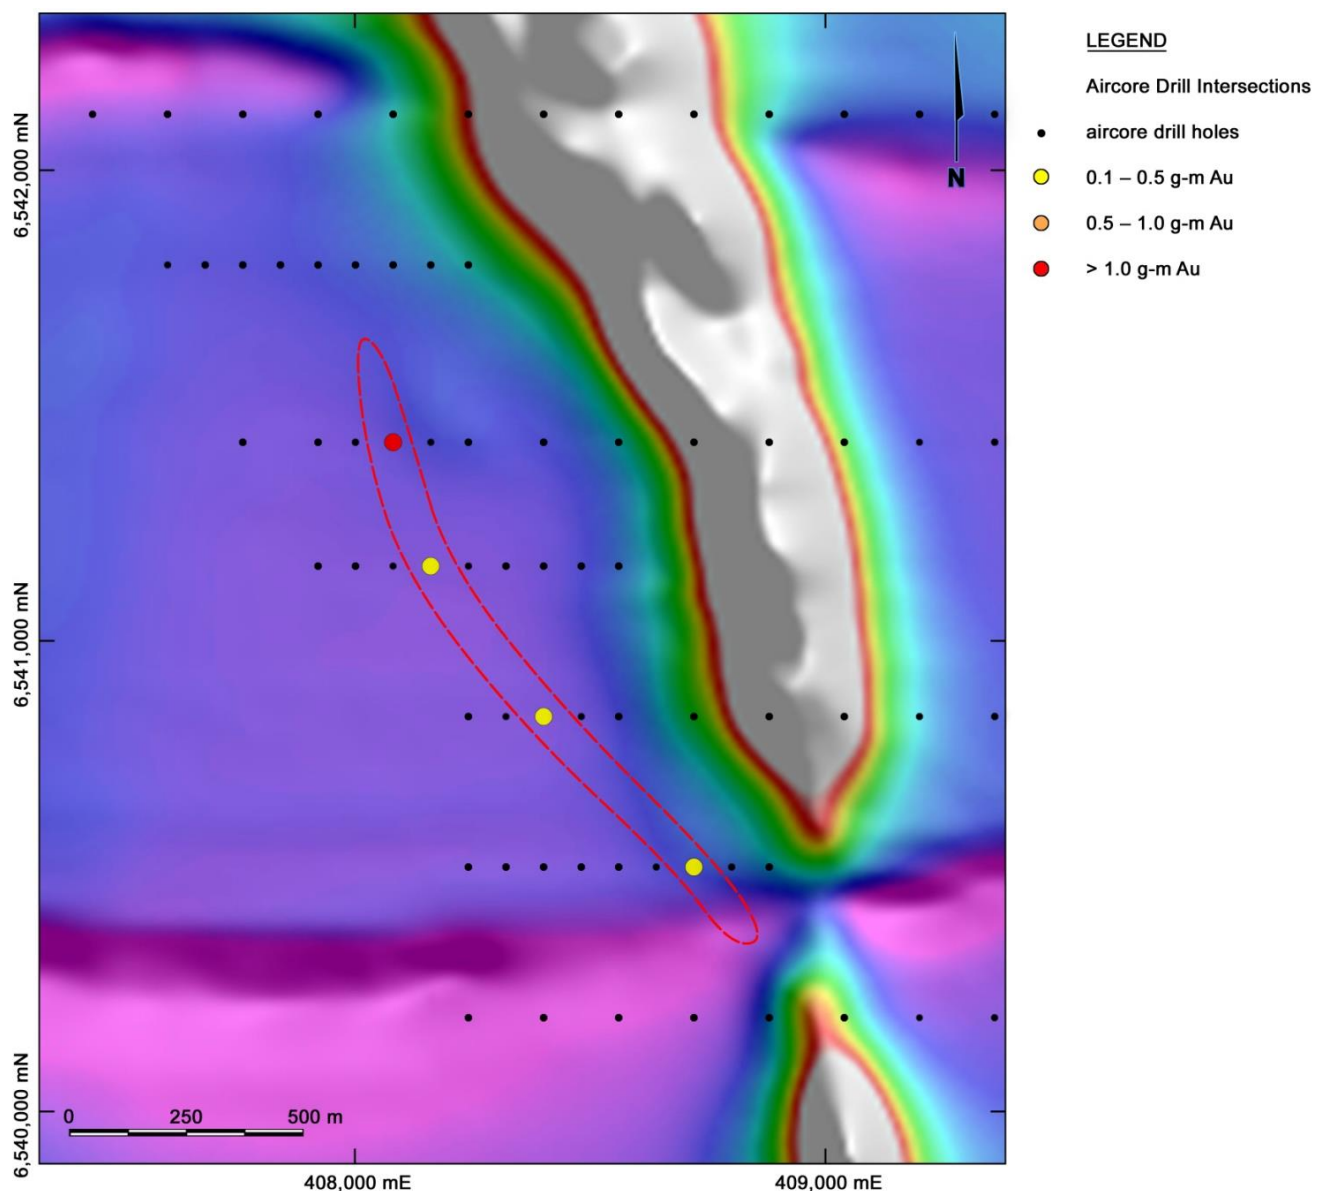 LEGEND
Aircore Drill Intersections
aircore drill holes
0.1 – 0.5 g-m Au
0.5 – 1.0 g-m Au
> 1.0 g-m Au
N
6,542,000 mN
6,541,000 mN
6,540,000 mN
0 250 500 m
408,000 mE 409,000 mE